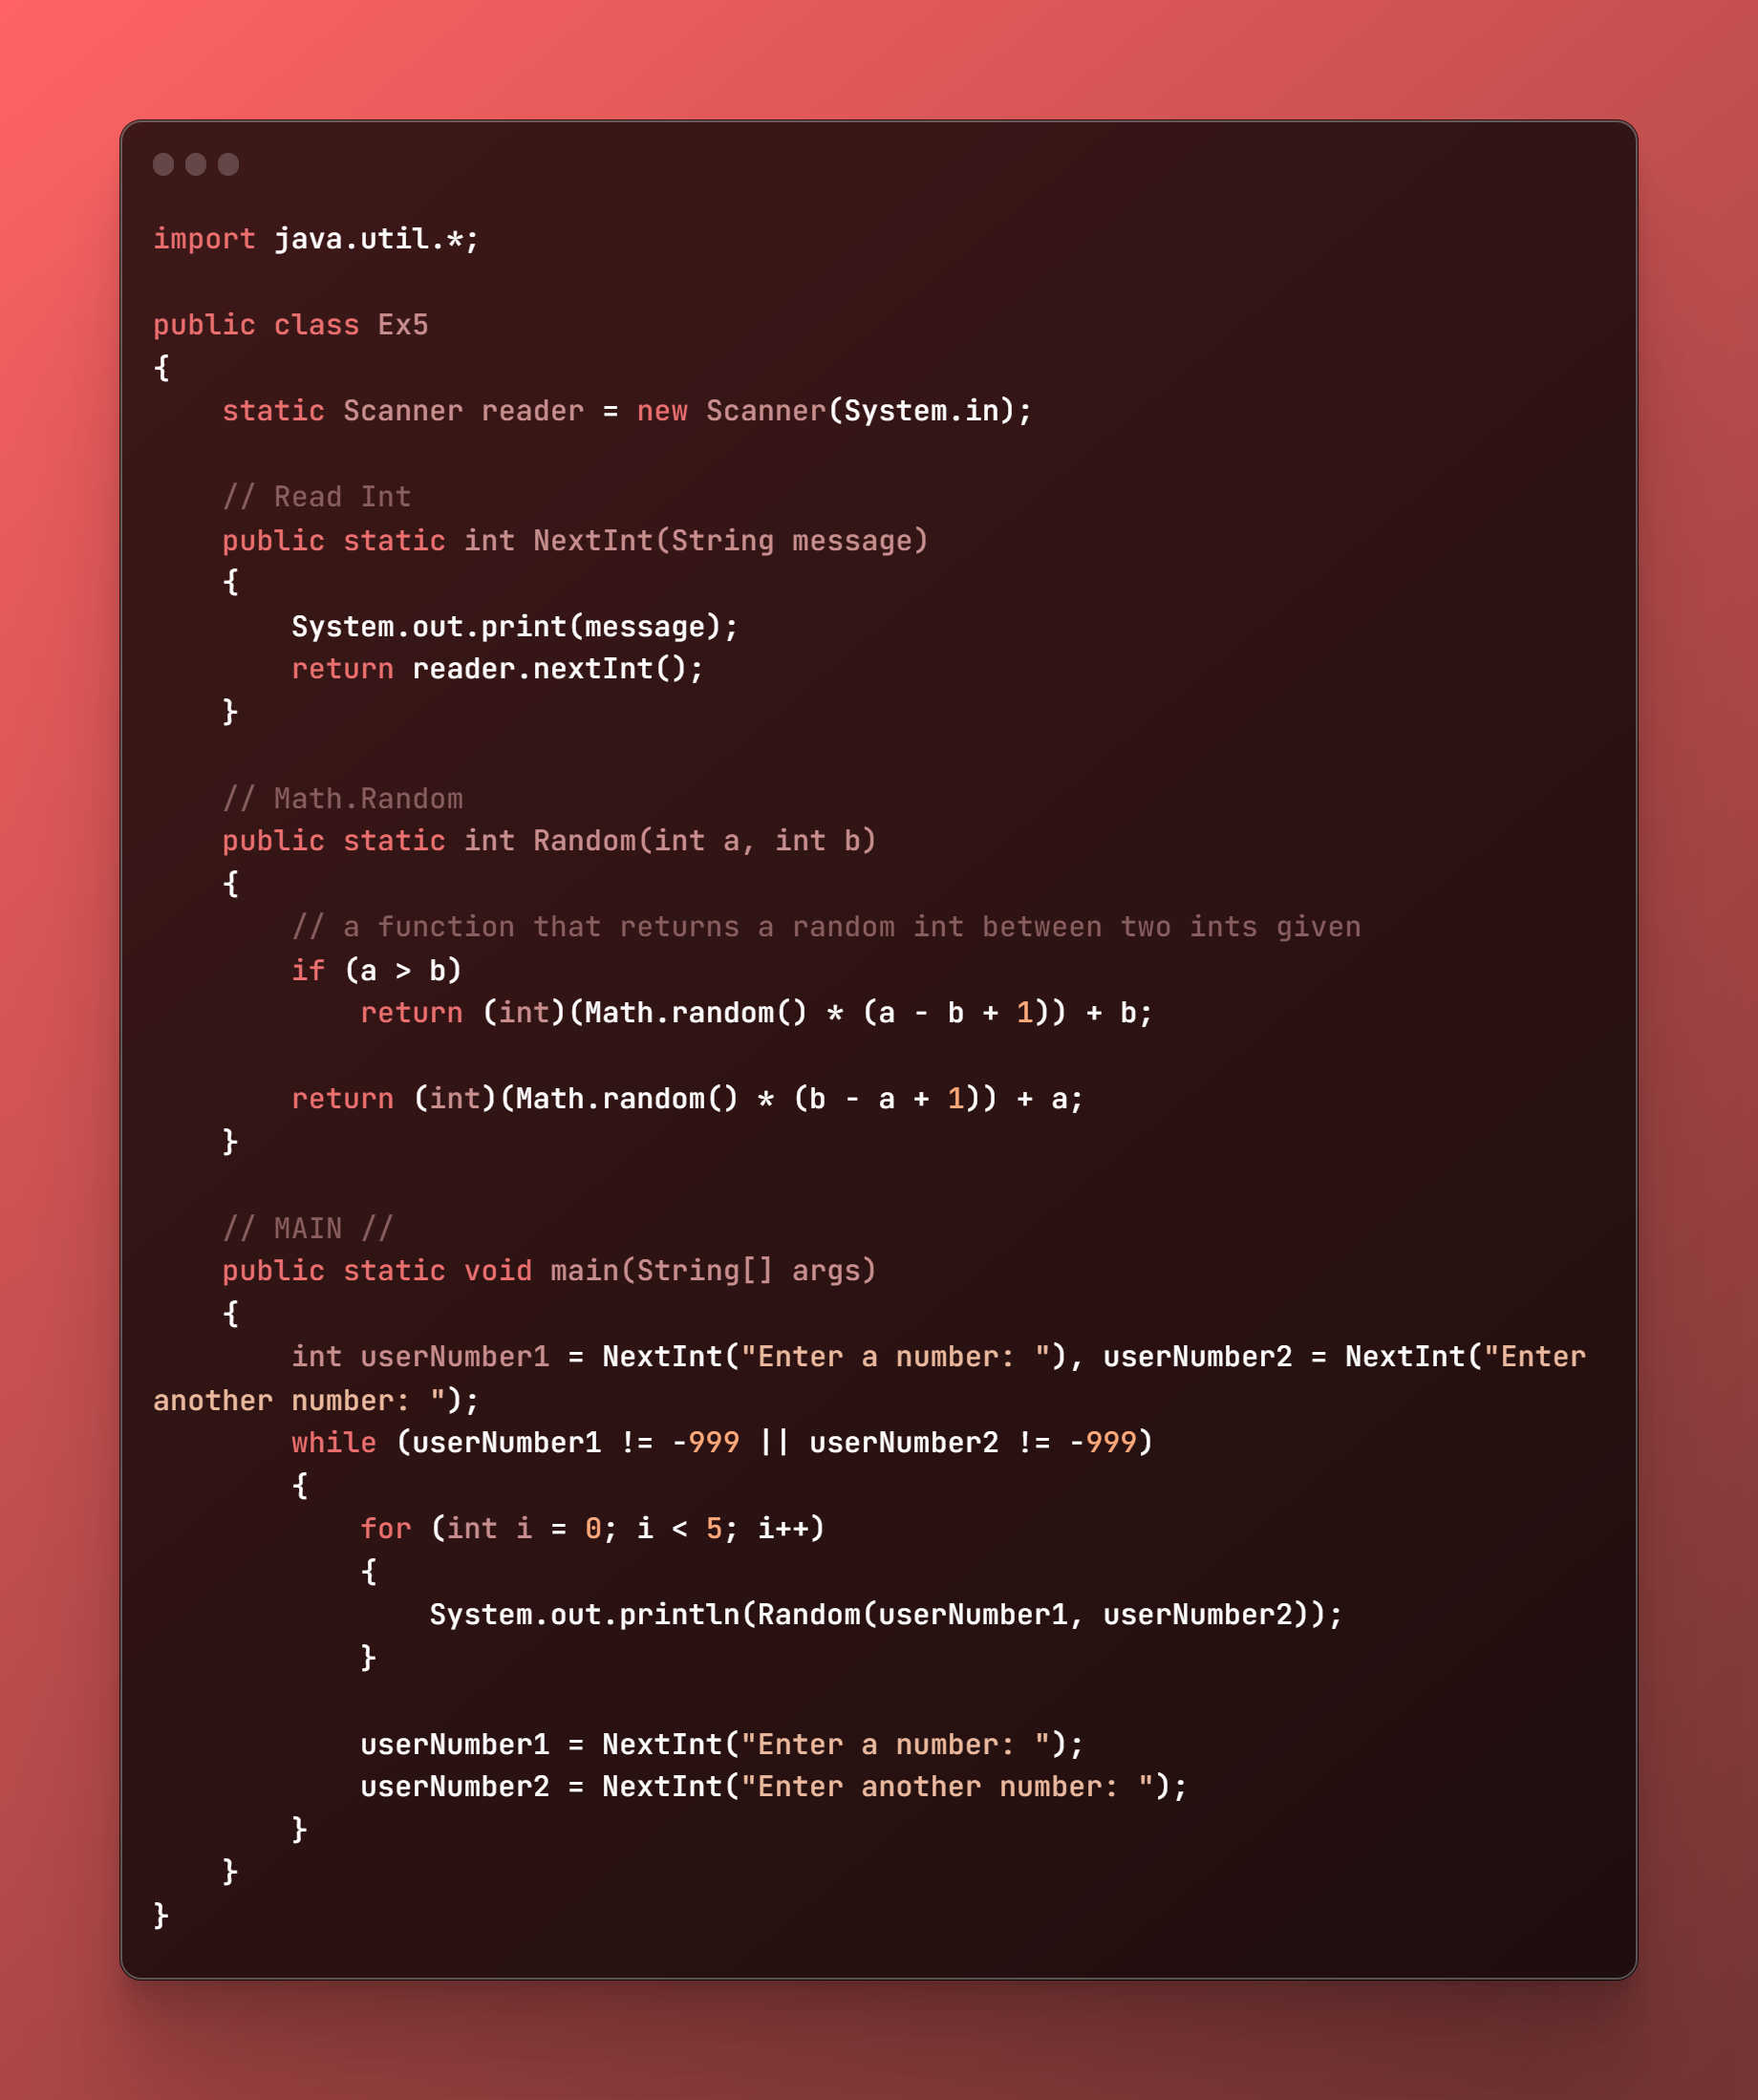 import java.util.*;
public class Ex5
{
static Scanner reader = new Scanner(System.in);
// Read Int
public static int NextInt(String message)
{
System.out.print(message);
return reader.nextInt();
}
// Math.Random
public static int Random(int a, int b)
{
// a function that returns a random int between two ints given
if (a > b)
return (int)(Math.random() * (a - b + 1)) + b;
return (int)(Math.random() * (b - a + 1)) + a;
}
// MAIN //
public static void main(String[] args)
{
int userNumber1 = NextInt("Enter a number: "), userNumber2 = NextInt("Enter
another number: ");
while (userNumber1 != -999 || userNumber2 != -999)
{
for (int i = 0; i < 5; i++)
{
System.out.println(Random(userNumber1, userNumber2));
}
userNumber1 = NextInt("Enter a number: ");
userNumber2 = NextInt("Enter another number: ");
}
}
}